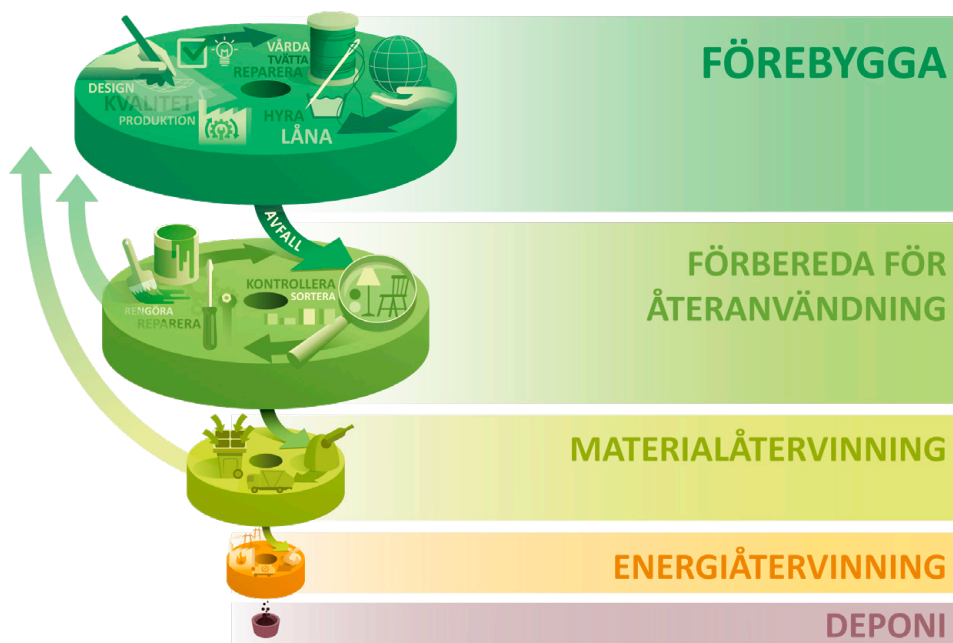 FÖREBYGGA
VÅRDA
TVÄTTA
REPARERA
DESIGN
KVALITET
PRODUKTION
HYRA
LÅNA
AVFALL
FÖRBEREDA FÖR
ÅTERANVÄNDNING
KONTROLLERA
SORTERA
RENGÖRA
REPARERA
MATERIALÅTERVINNING
ENERGIÅTERVINNING
DEPONI